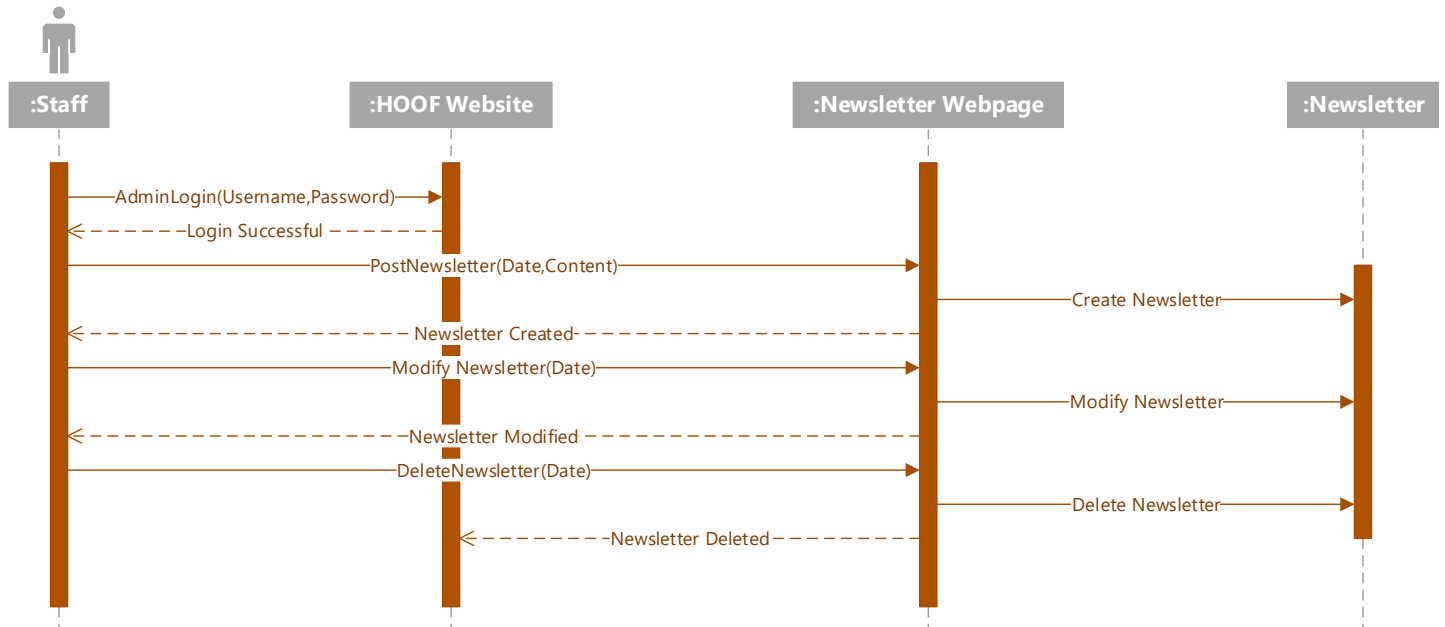 :Staff
:HOOF Website
:Newsletter Webpage
:Newsletter
AdminLogin(Username,Password)
Login Successful
PostNewsletter(Date,Content)
Create Newsletter
Newsletter Created
Modify Newsletter(Date)
Modify Newsletter
Newsletter Modified
DeleteNewsletter(Date)
Delete Newsletter
Newsletter Deleted